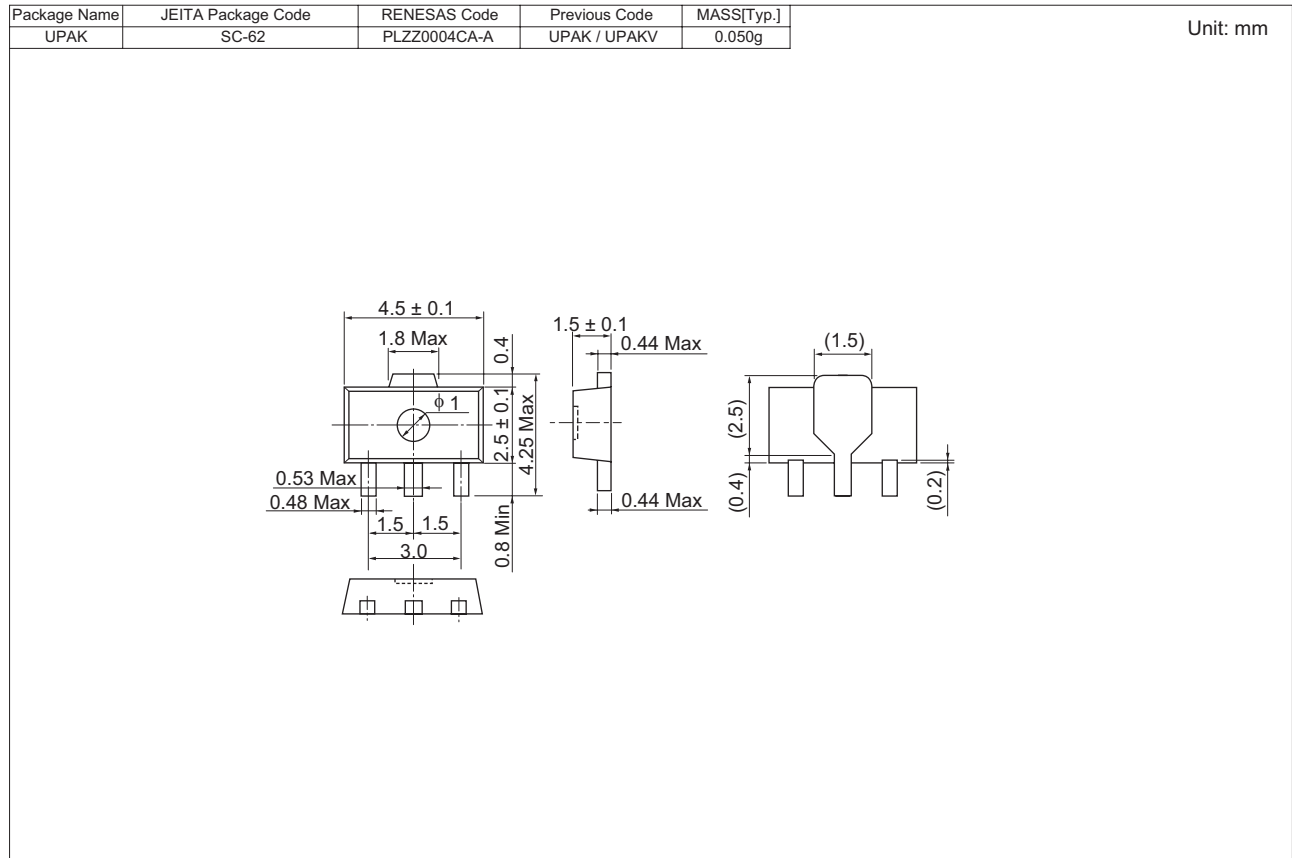 Package Name JEITA Package Code RENESAS Code Previous Code MASS[Typ.]
UPAK SC-62 PLZZ0004CA-A UPAK / UPAKV 0.050g
Unit: mm
4.5 ± 0.1
1.8 Max
0.4
ϕ 1
2.5 ± 0.1
4.25 Max
0.53 Max
0.48 Max
1.5 1.5
3.0
0.8 Min
1.5 ± 0.1
0.44 Max
0.44 Max
(1.5)
(2.5)
(0.4)
(0.2)